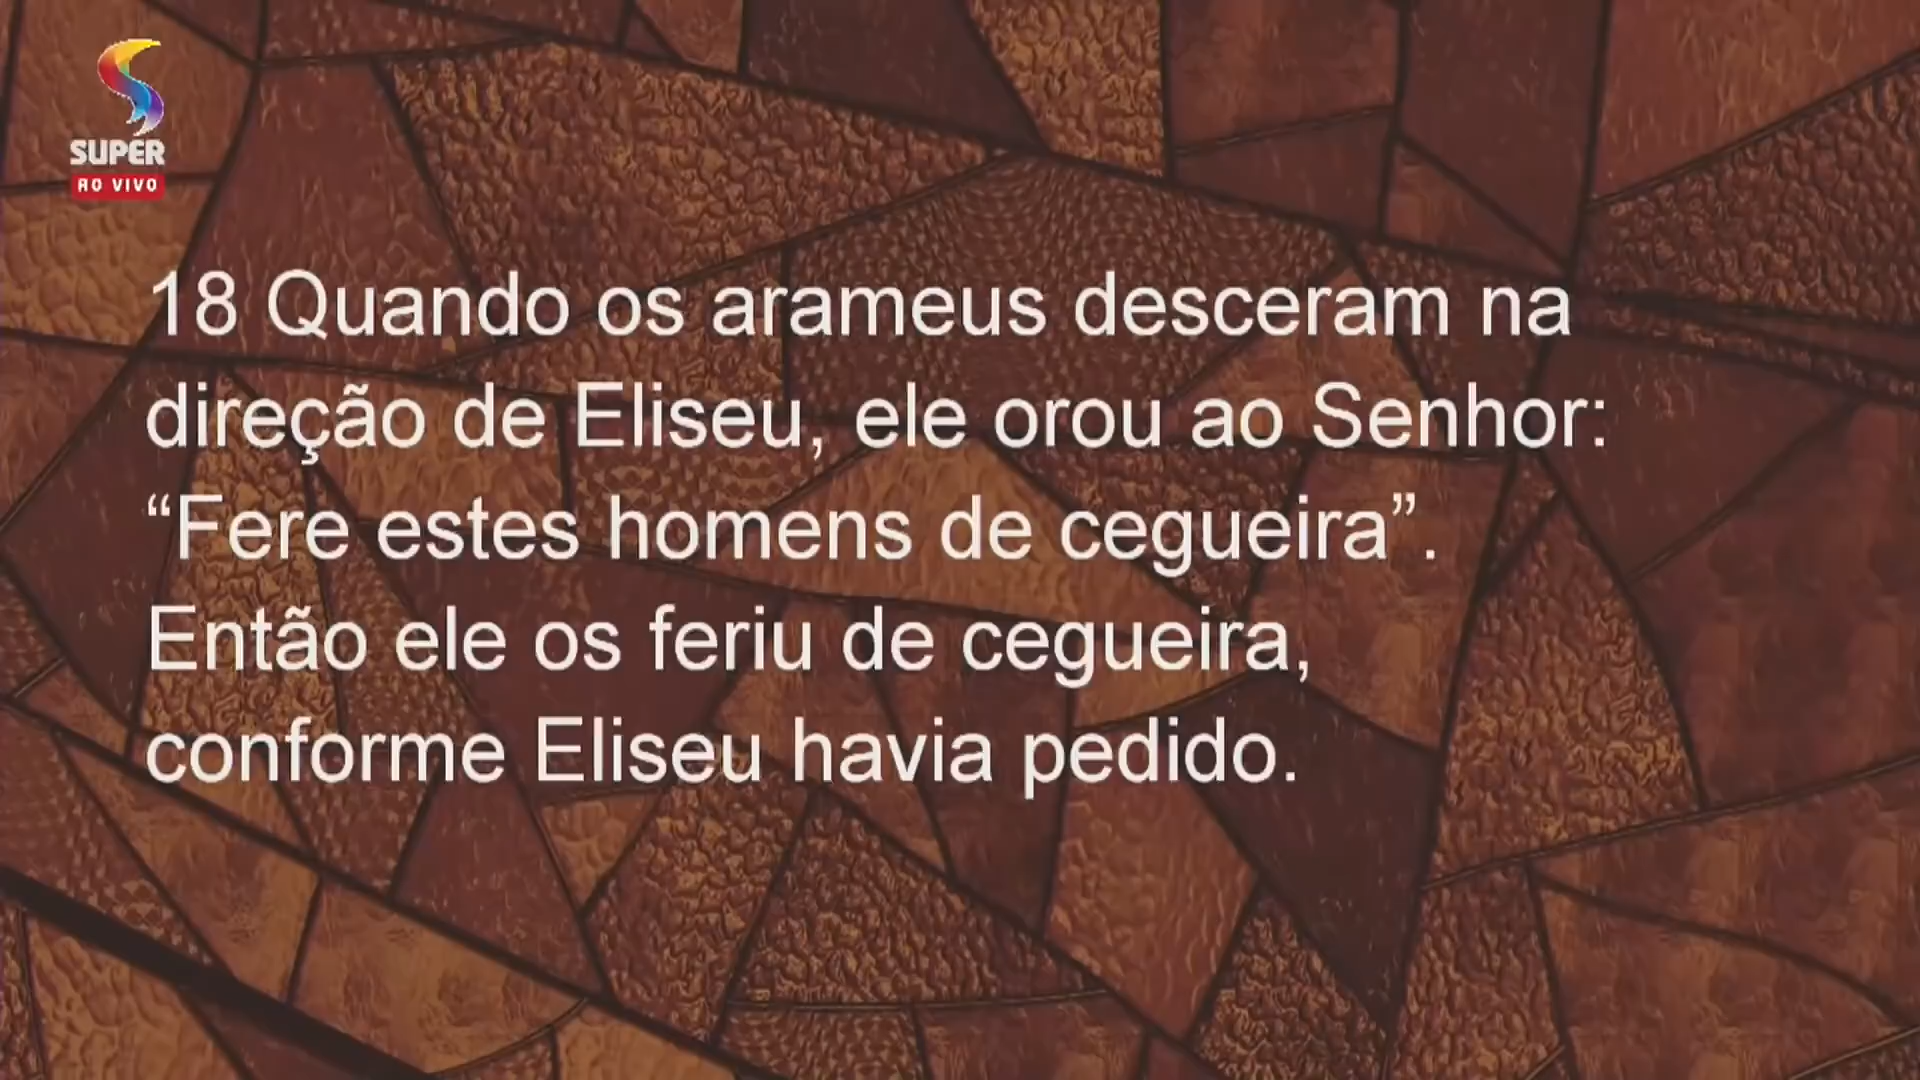 SUPER
AO VIVO
18 Quando os arameus desceram na
direção de Eliseu, ele orou ao Senhor:
“Fere estes homens de cegueira”.
Então ele os feriu de cegueira,
conforme Eliseu havia pedido.